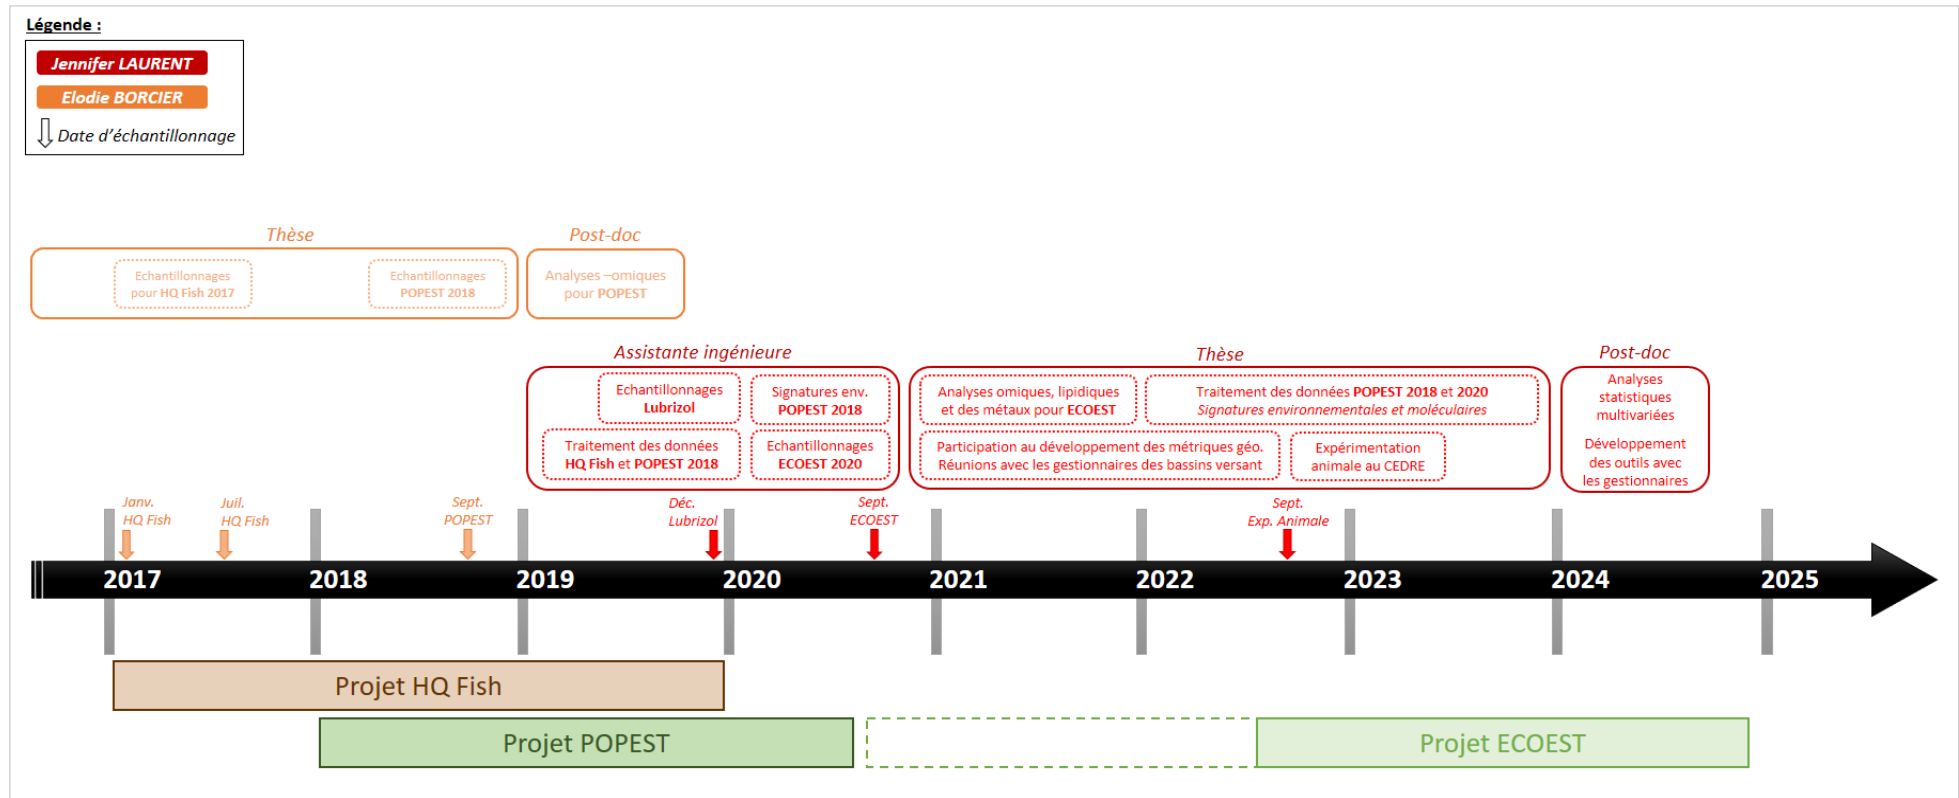 Légende :
Jennifer LAURENT
Elodie BORCIER
Date d'échantillonnage
Thèse
Post-doc
Echantillonnages
pour HQ Fish 2017
Echantillonnages
POPEST 2018
Analyses –omiques
pour POPEST
Assistante ingénieure
Thèse
Post-doc
Echantillonnages
Lubrizol
Signatures env.
POPEST 2018
Traitement des données
HQ Fish et POPEST 2018
Echantillonnages
ECOEST 2020
Analyses omiques, lipidiques
et des métaux pour ECOEST
Traitement des données POPEST 2018 et 2020
Signatures environnementales et moléculaires
Participation au développement des métriques géo.
Réunions avec les gestionnaires des bassins versant
Expérimentation
animale au CEDRE
Analyses
statistiques
multivariées
Développement
des outils avec
les gestionnaires
Janv.
HQ Fish
Juil.
HQ Fish
Sept.
POPEST
Déc.
Lubrizol
Sept.
ECOEST
Sept.
Exp. Animale
2017
2018
2019
2020
2021
2022
2023
2024
2025
Projet HQ Fish
Projet POPEST
Projet ECOEST